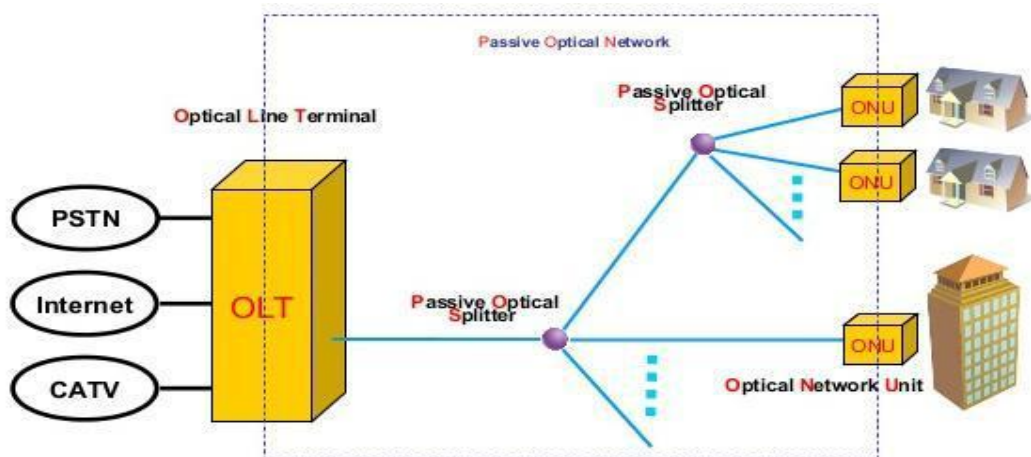 Passive Optical Network
Passive Optical
Splitter
ONU
Optical Line Terminal
ONU
PSTN
Internet
OLT
Passive Optical
Splitter
ONU
CATV
Optical Network Unit